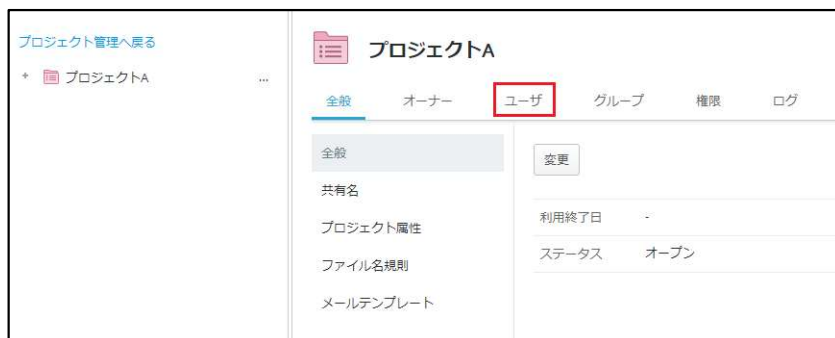 プロジェクト管理へ戻る
プロジェクトA
...
プロジェクトA
全般 オーナー ユーザ グループ 権限 ログ
全般
共有名
プロジェクト属性
ファイル名規則
メールテンプレート
変更
利用終了日 -
ステータス オープン